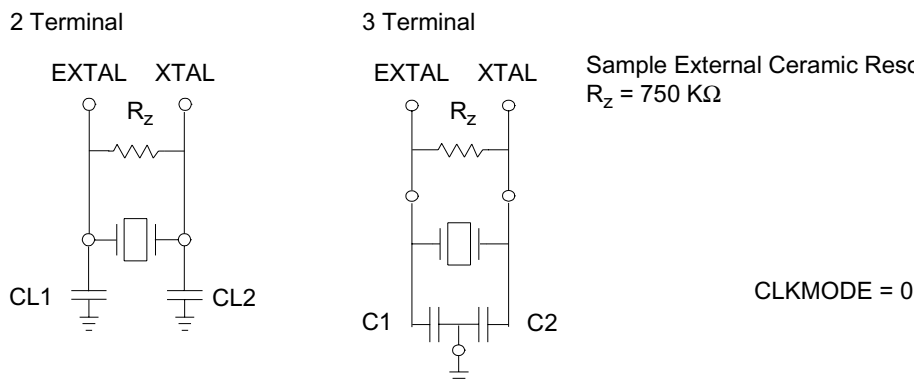 2 Terminal
3 Terminal
EXTAL XTAL
EXTAL XTAL
Sample External Ceramic
Rz = 750 KΩ
Rz
Rz
CL1
CL2
C1
C2
CLKMODE = 0